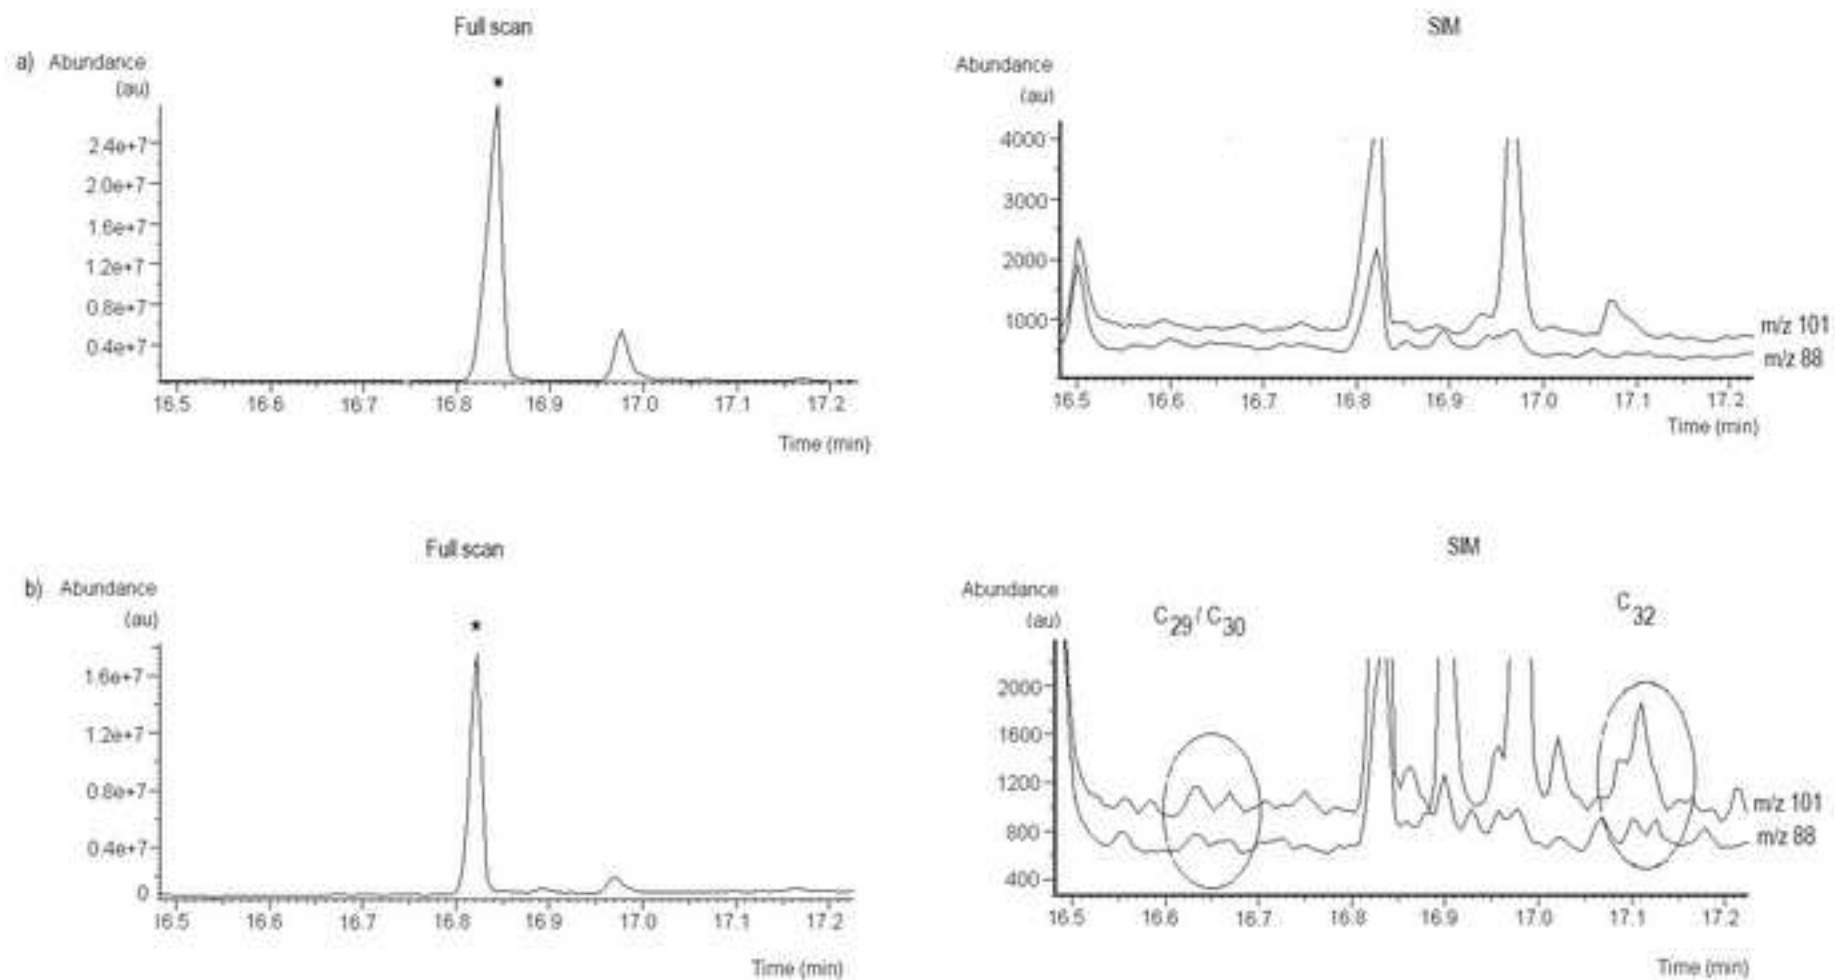 Full scan
a) Abundance
(au)
2.4e+7
2.0e+7
1.6e+7
1.2e+7
0.8e+7
0.4e+7
16.5 16.6 16.7 16.8 16.9 17.0 17.1 17.2
Time (min)
*
SIM
Abundance
(au)
4000
3000
2000
1000
m/z 101
m/z 88
16.5 16.6 16.7 16.8 16.9 17.0 17.1 17.2
Time (min)
Full scan
b) Abundance
(au)
*
1.6e+7
1.2e+7
0.8e+7
0.4e+7
0
16.5 16.6 16.7 16.8 16.9 17.0 17.1 17.2
Time (min)
SIM
Abundance
(au)
C29 / C30
C32
2000
1600
1200
800
400
m/z 101
m/z 88
16.5 16.6 16.7 16.8 16.9 17.0 17.1 17.2
Time (min)